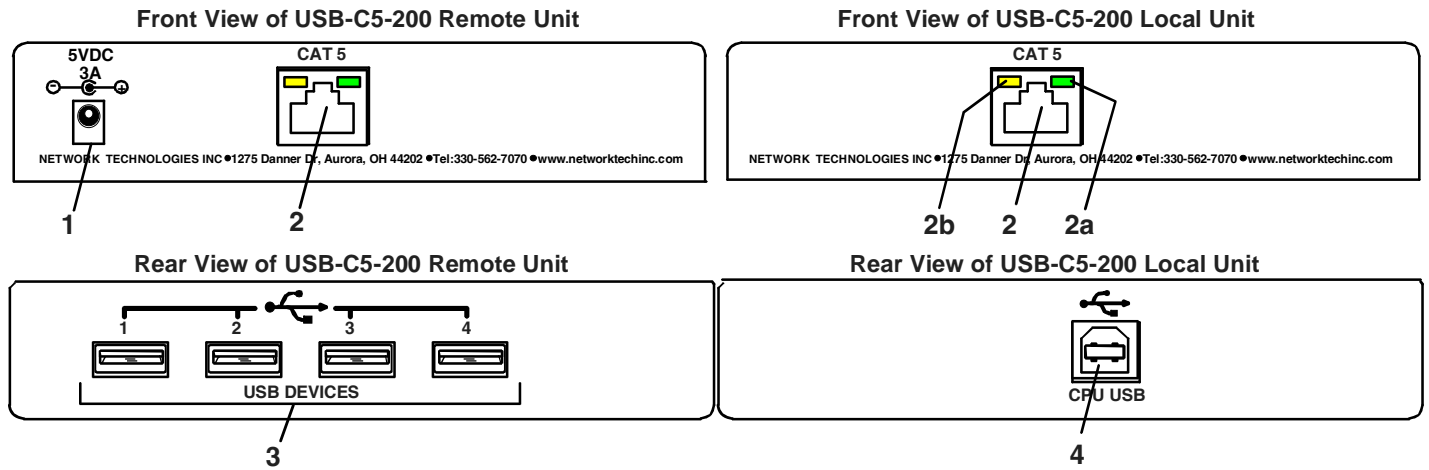 Front View of USB-C5-200 Remote Unit
5VDC
3A
CAT 5
NETWORK TECHNOLOGIES INC●1275 Danner Dr, Aurora, OH 44202 ●Tel:330-562-7070 ●www.networktechinc.com
1
2
Front View of USB-C5-200 Local Unit
CAT 5
NETWORK TECHNOLOGIES INC●1275 Danner Dr, Aurora, OH 44202 ●Tel:330-562-7070 ●www.networktechinc.com
2b
2
2a
Rear View of USB-C5-200 Remote Unit
1
2
3
4
USB DEVICES
3
Rear View of USB-C5-200 Local Unit
CPU USB
4